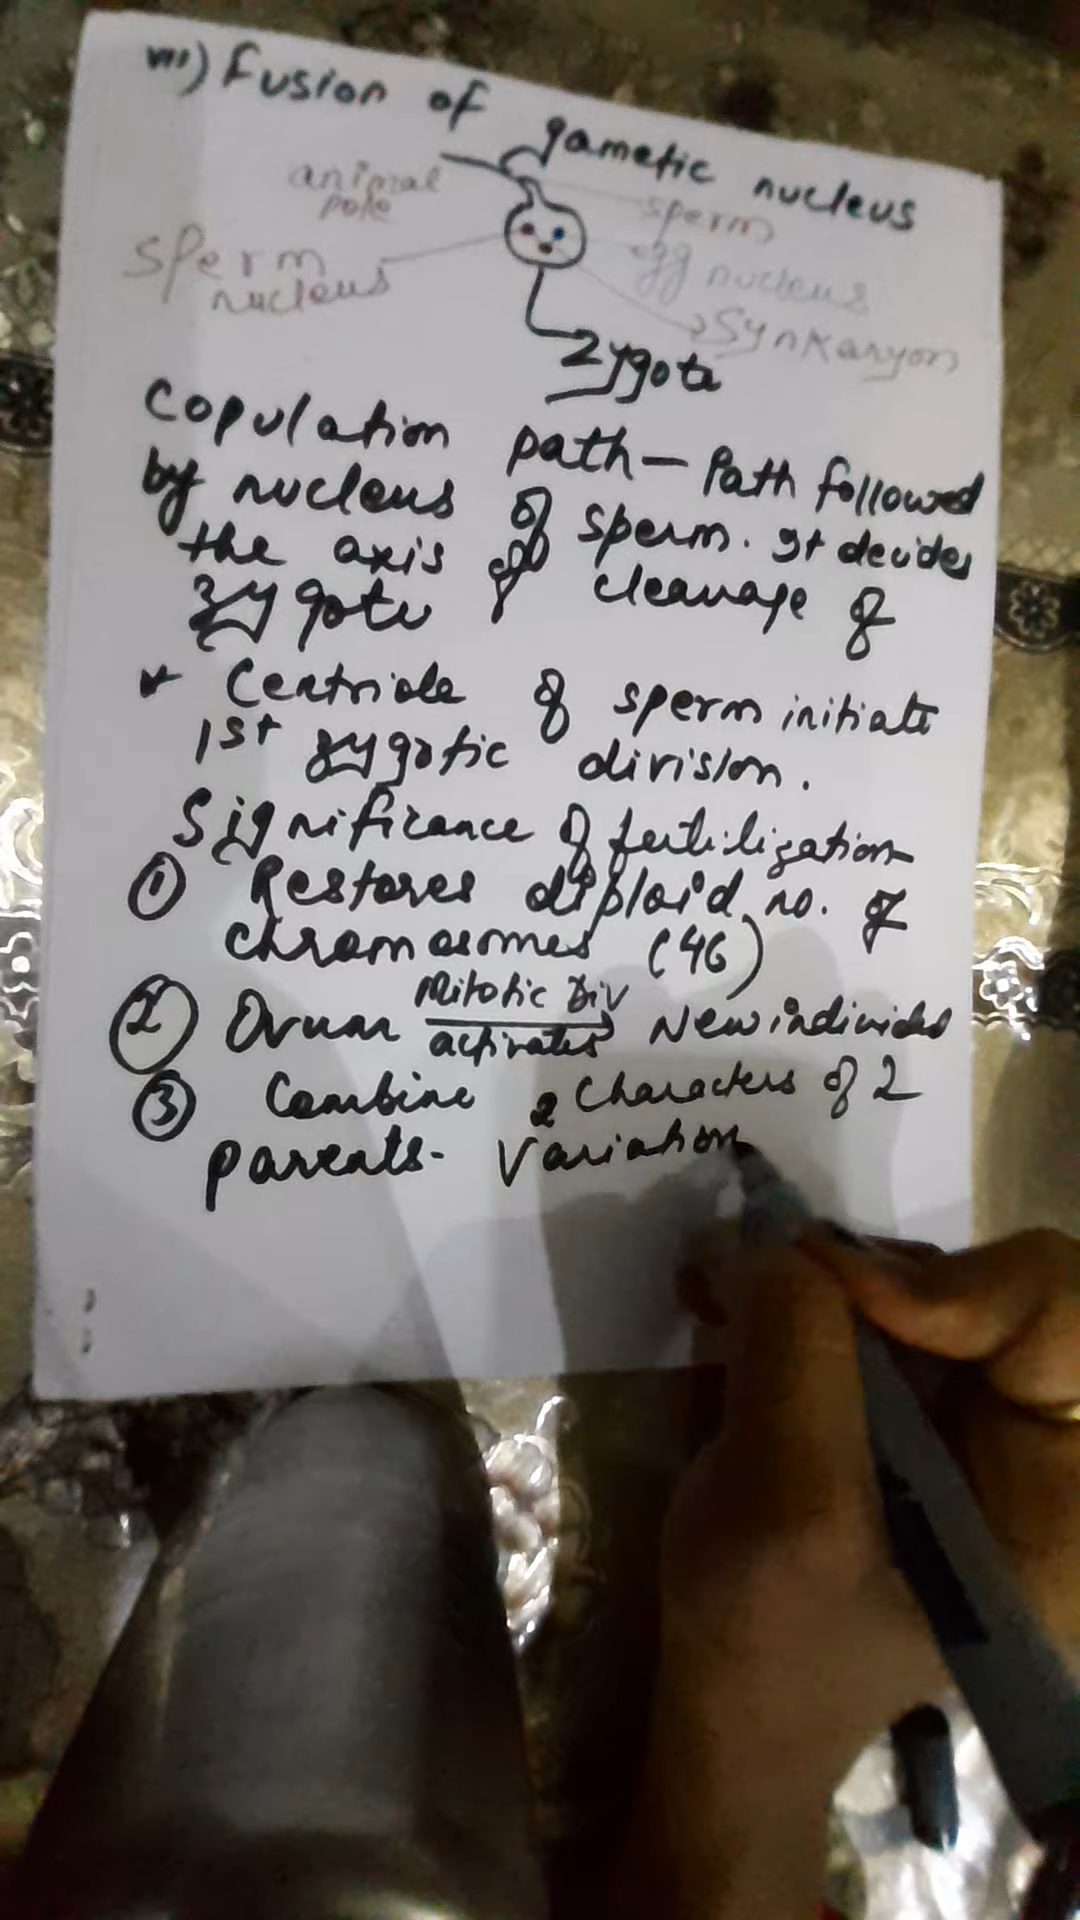 VII) Fusion of gametic nucleus
animal pole
sperm
Sperm nucleus
egg nucleus
Synkaryon
Zygote
Copulation path - Path followed
by nucleus of sperm. It decides
the axis of cleavage of
zygote
* Centriole of sperm initiate
1st zygotic division.
Significance of fertilization-
① Restores diploid no. of
chromosomes (46)
② Ovum Mitotic Div activates New individual
③ Combine 2 Characters of 2
parents. Variation